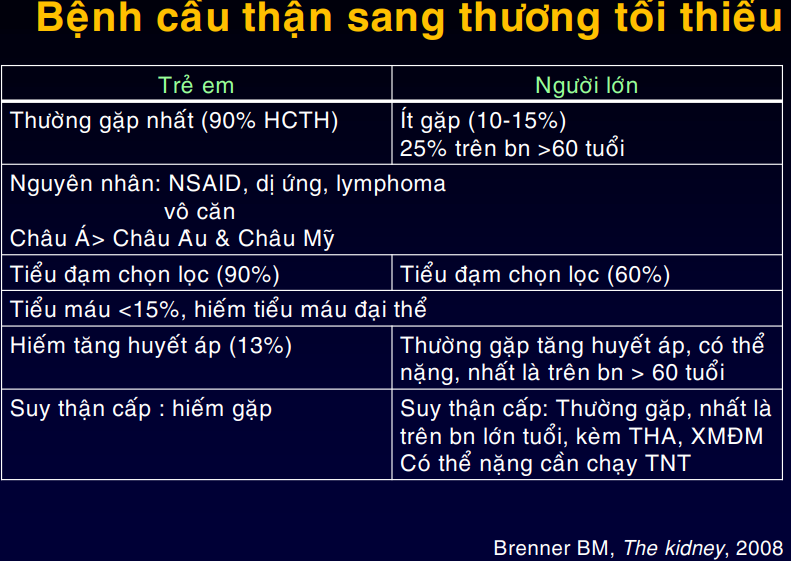 Bệnh cầu thận sang thương tối thiểu
Trẻ em
Người lớn
Thường gặp nhất (90% HCTH)
Ít gặp (10-15%)
25% trên bn >60 tuổi
Nguyên nhân: NSAID, dị ứng, lymphoma
vô căn
Châu Á> Châu Âu & Châu Mỹ
Tiểu đạm chọn lọc (90%)
Tiểu đạm chọn lọc (60%)
Tiểu máu <15%, hiếm tiểu máu đại thể
Hiếm tăng huyết áp (13%)
Thường gặp tăng huyết áp, có thể
nặng, nhất là trên bn > 60 tuổi
Suy thận cấp : hiếm gặp
Suy thận cấp: Thường gặp, nhất là
trên bn lớn tuổi, kèm THA, XMĐM
Có thể nặng cần chạy TNT
Brenner BM, The kidney, 2008